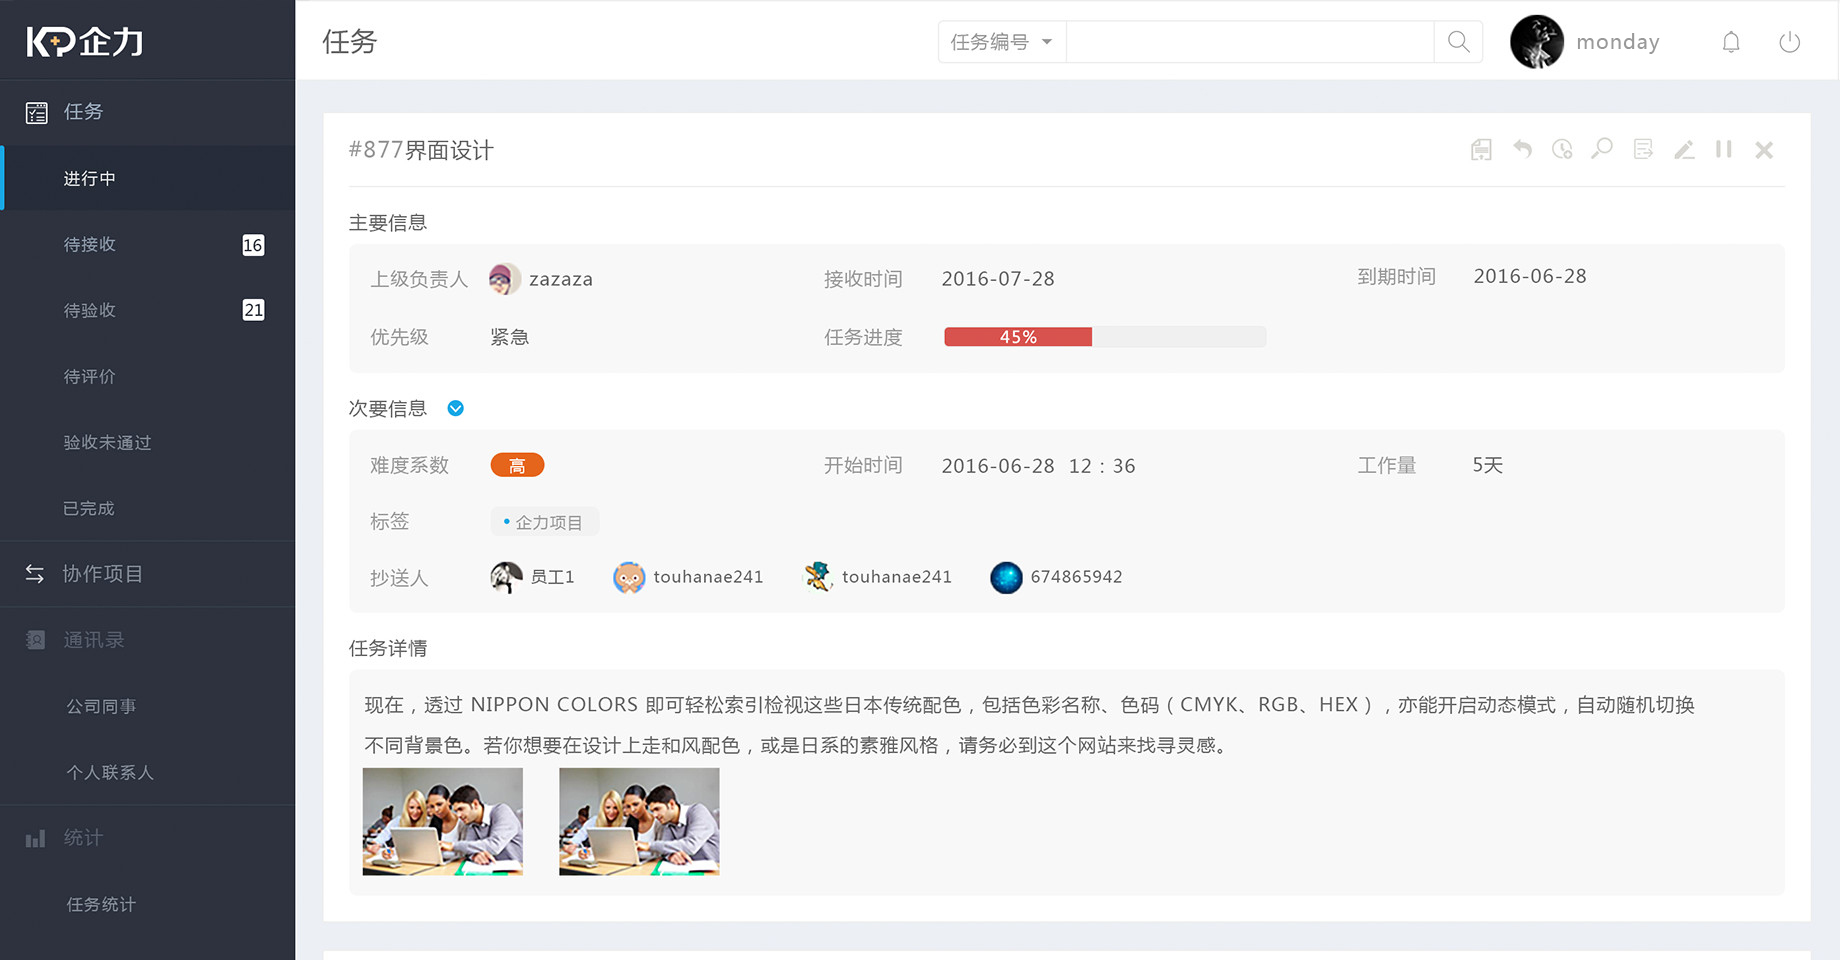 KP企力
任务
任务编号
monday
任务
进行中
待接收 16
待验收 21
待评价
验收未通过
已完成
协作项目
通讯录
公司同事
个人联系人
统计
任务统计
#877界面设计
主要信息
上级负责人 zazaza 接收时间 2016-07-28 到期时间 2016-06-28
优先级 紧急 任务进度 45%
次要信息
难度系数 高 开始时间 2016-06-28 12：36 工作量 5天
标签 企力项目
抄送人 员工1 touhanae241 touhanae241 674865942
任务详情
现在，透过 NIPPON COLORS 即可轻松索引检视这些日本传统配色，包括色彩名称、色码（CMYK、RGB、HEX），亦能开启动态模式，自动随机切换
不同背景色。若你想要在设计上走和风配色，或是日系的素雅风格，请务必到这个网站来找寻灵感。